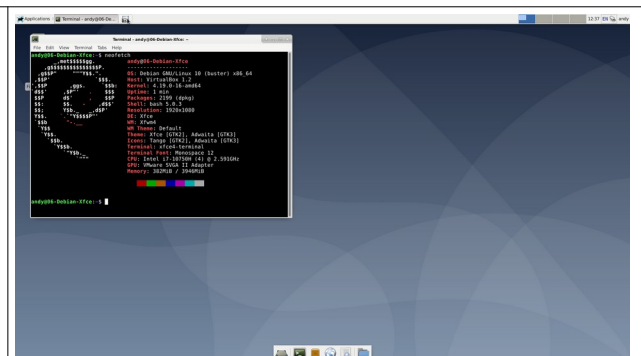 Applications
Terminal - andy@06-De...
12:37
EN
andy
Terminal - andy@06-Debian-Xfce: ~
File Edit View Terminal Tabs Help
andy@06-Debian-Xfce:~$ neofetch
_,met$$$$$gg. andy@06-Debian-Xfce
,g$$$$$$$$$$$$$$$P. -------------------
,g$$P" """Y$$.". OS: Debian GNU/Linux 10 (buster) x86_64
,$$P' `$$$. Host: VirtualBox 1.2
',$$P ,ggs. `$$b: Kernel: 4.19.0-16-amd64
`d$$' ,$P"' . $$$ Uptime: 1 min
$$P d$' , $$P Packages: 2199 (dpkg)
$$: $$. - ,d$$' Shell: bash 5.0.3
$$; Y$b._ _,d$P' Resolution: 1920x1080
Y$$. `.`"Y$$$$P"' DE: Xfce
`$$b "-.__ WM: Xfwm4
`Y$$ WM Theme: Default
`Y$$. Theme: Xfce [GTK2], Adwaita [GTK3]
`$$b. Icons: Tango [GTK2], Adwaita [GTK3]
`Y$$b. Terminal: xfce4-terminal
`"Y$b._ Terminal Font: Monospace 12
`""" CPU: Intel i7-10750H (4) @ 2.591GHz
GPU: VMware SVGA II Adapter
Memory: 382MiB / 3946MiB
andy@06-Debian-Xfce:~$